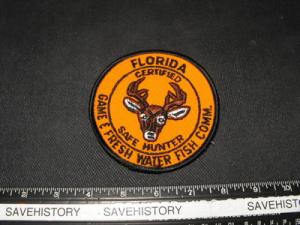 FLORIDA
CERTIFIED
SAFE HUNTER
GAME & FRESH WATER FISH COMM.
SAVEHISTORY SAVEHISTORY SAVEHISTORY